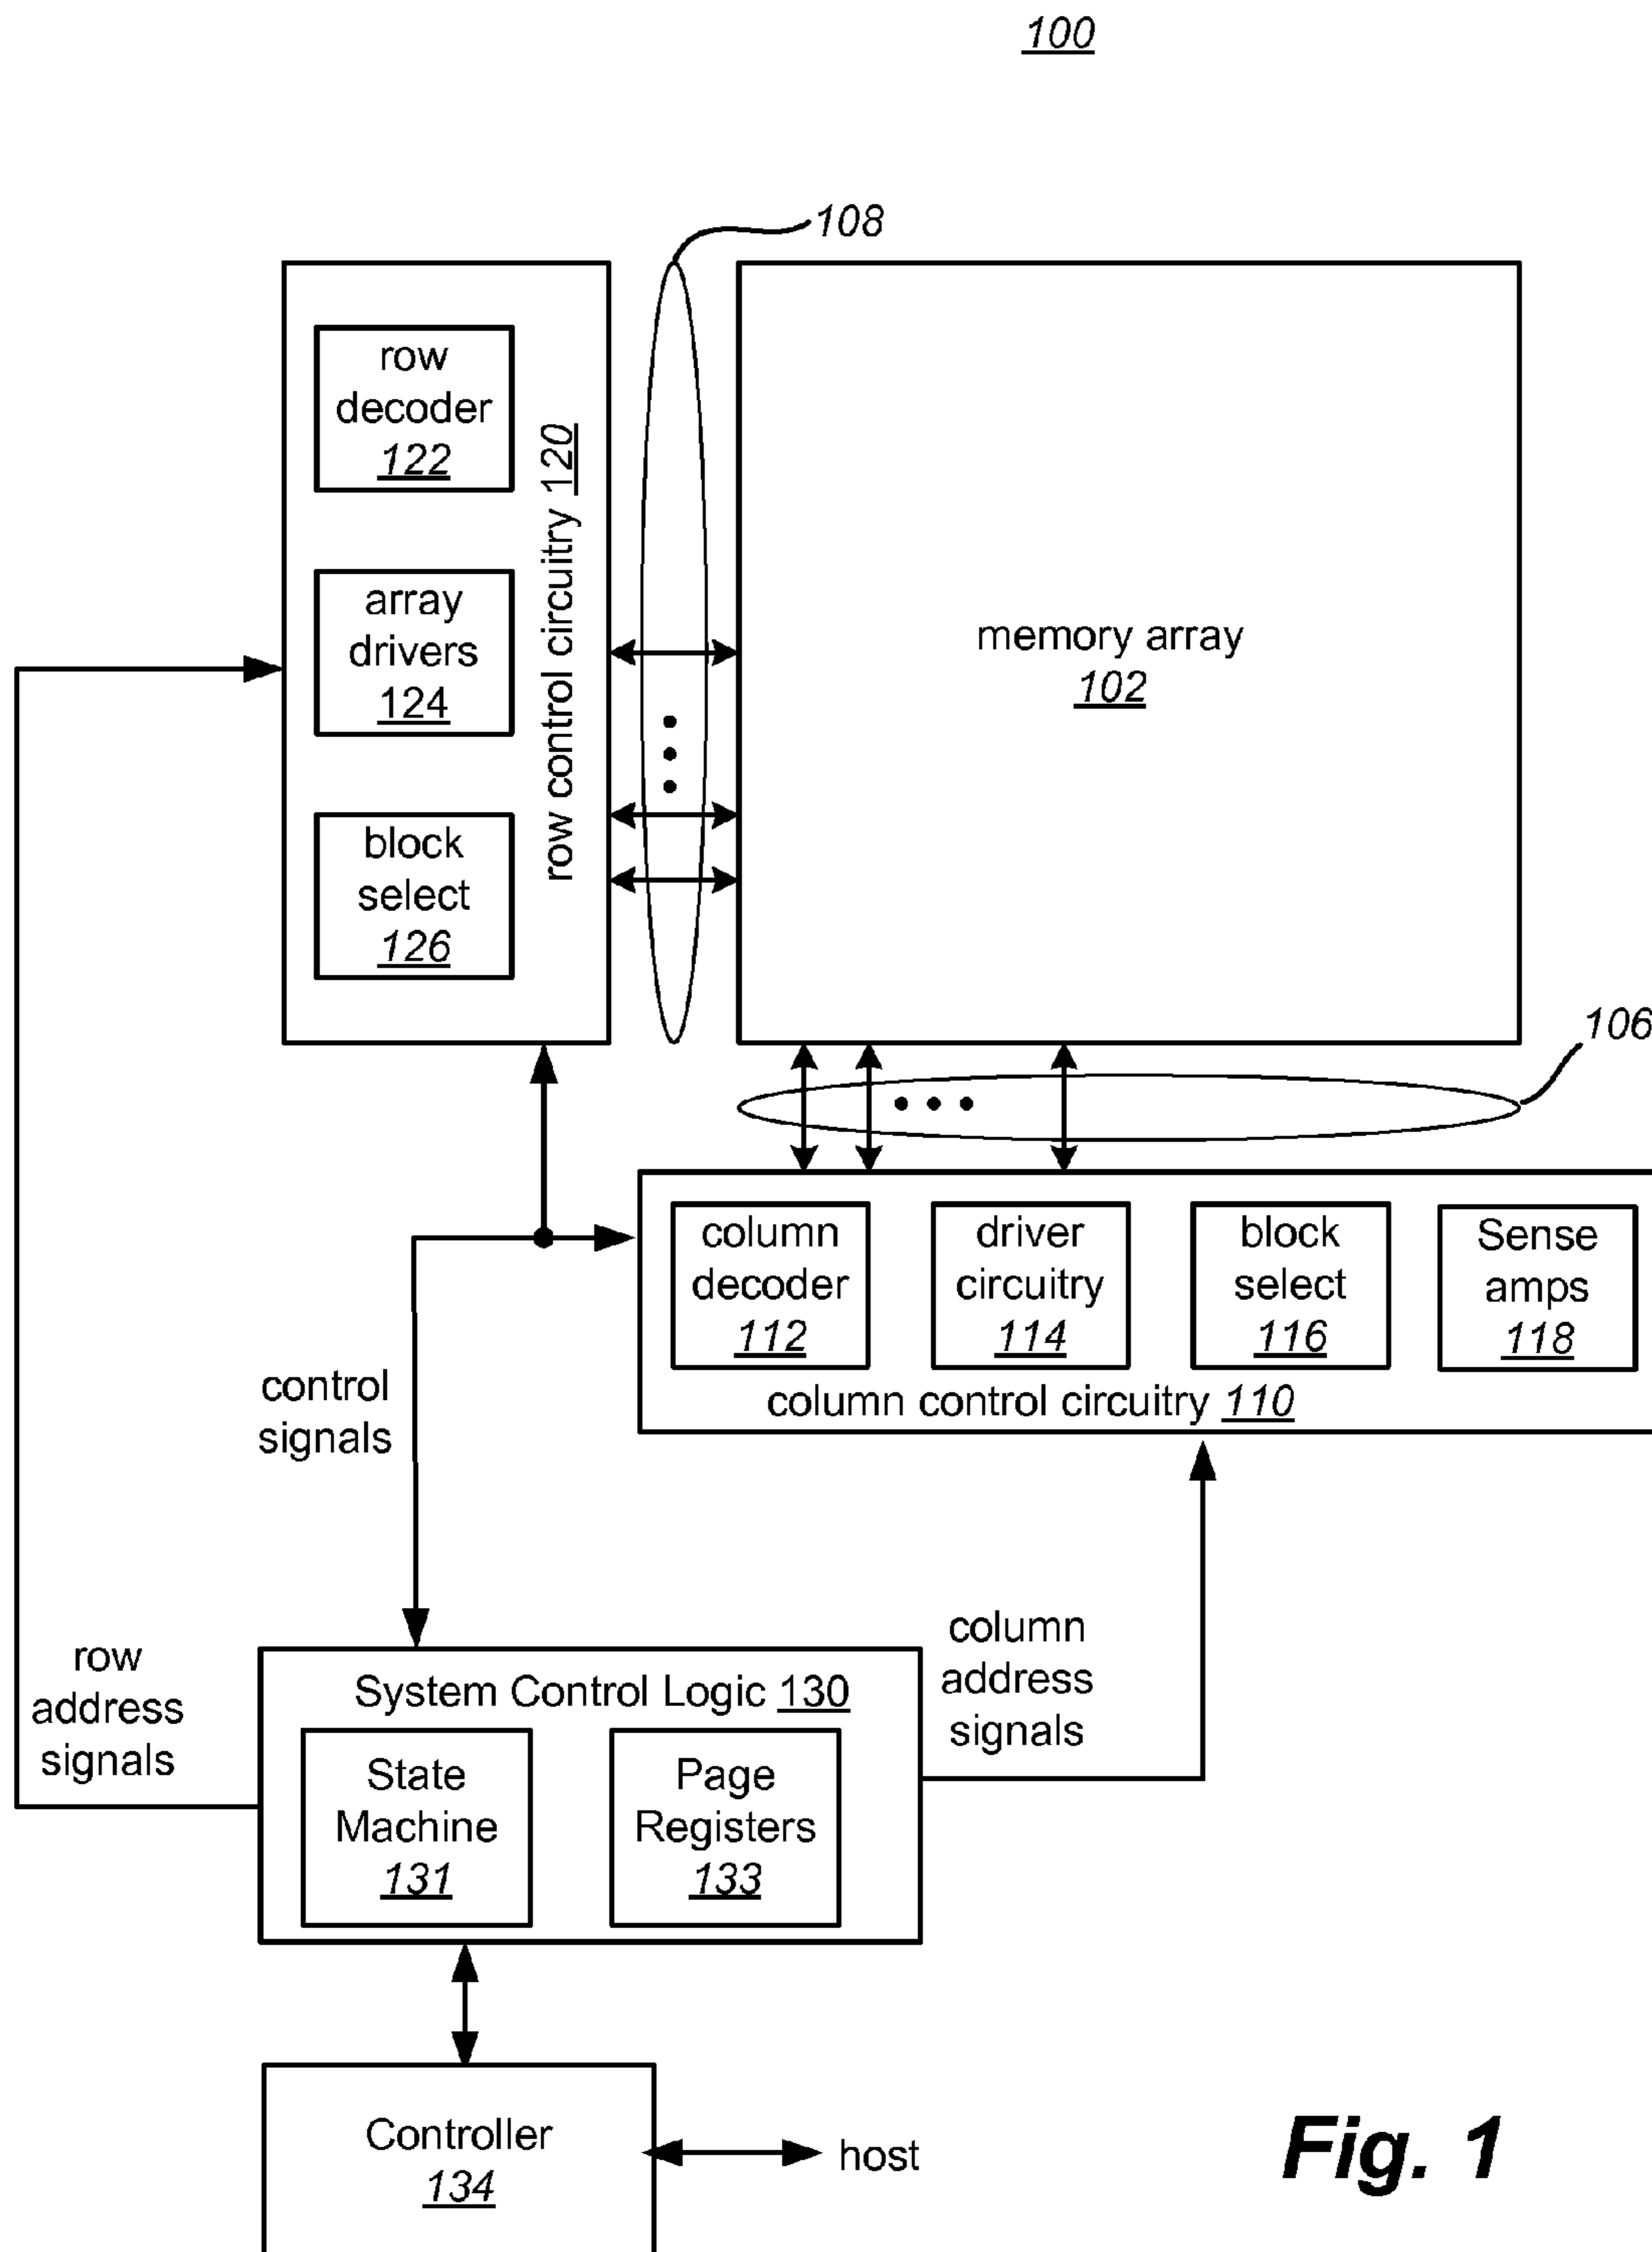 100
108
row
decoder
122
array
drivers
124
block
select
126
row control circuitry 120
memory array
102
106
column
decoder
112
driver
circuitry
114
block
select
116
Sense
amps
118
column control circuitry 110
control
signals
row
address
signals
column
address
signals
System Control Logic 130
State
Machine
131
Page
Registers
133
Controller
134
host
Fig. 1